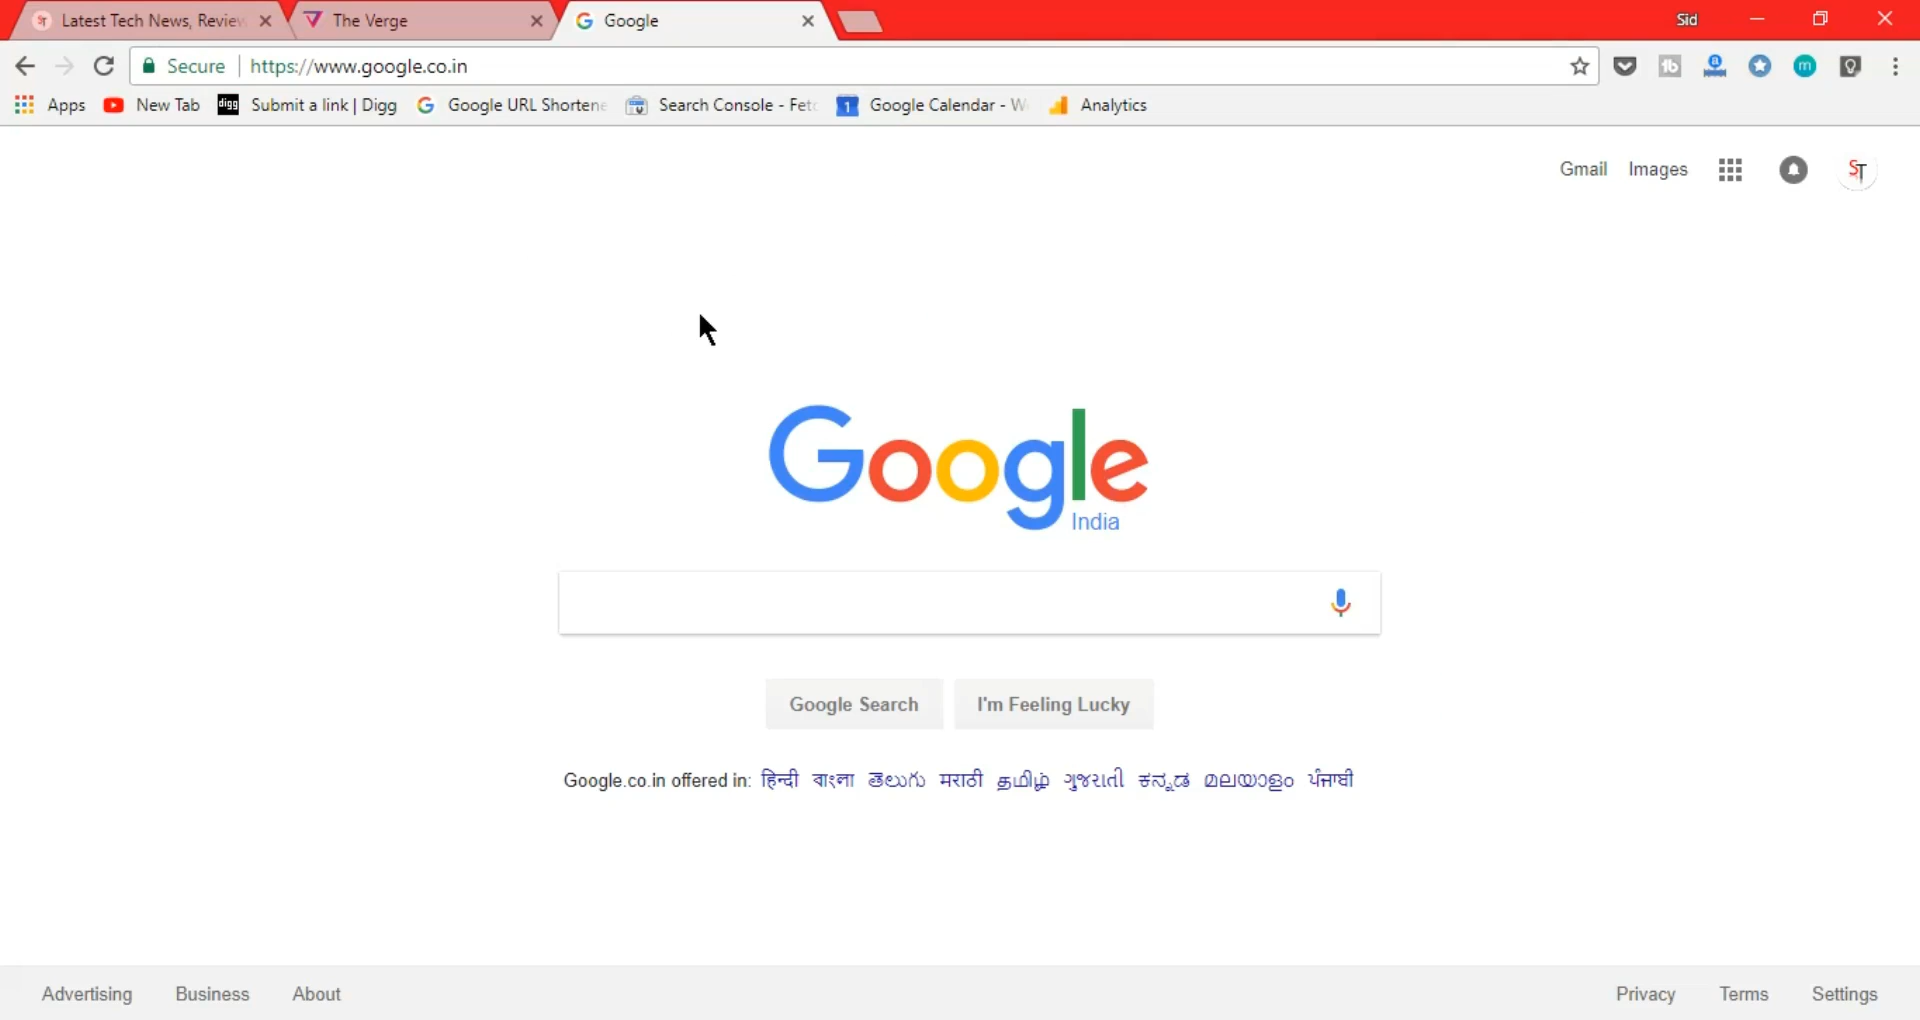 Latest Tech News, Review
The Verge
Google
Sid
Secure https://www.google.co.in
Apps New Tab digg Submit a link | Digg Google URL Shortene Search Console - Fetc 1 Google Calendar - We Analytics
Gmail Images
Google
India
Google Search I'm Feeling Lucky
Google.co.in offered in: हिन्दी বাংলা తెలుగు मराठी தமிழ் ગુજરાતી ಕನ್ನಡ മലയാളം ਪੰਜਾਬੀ
Advertising Business About Privacy Terms Settings